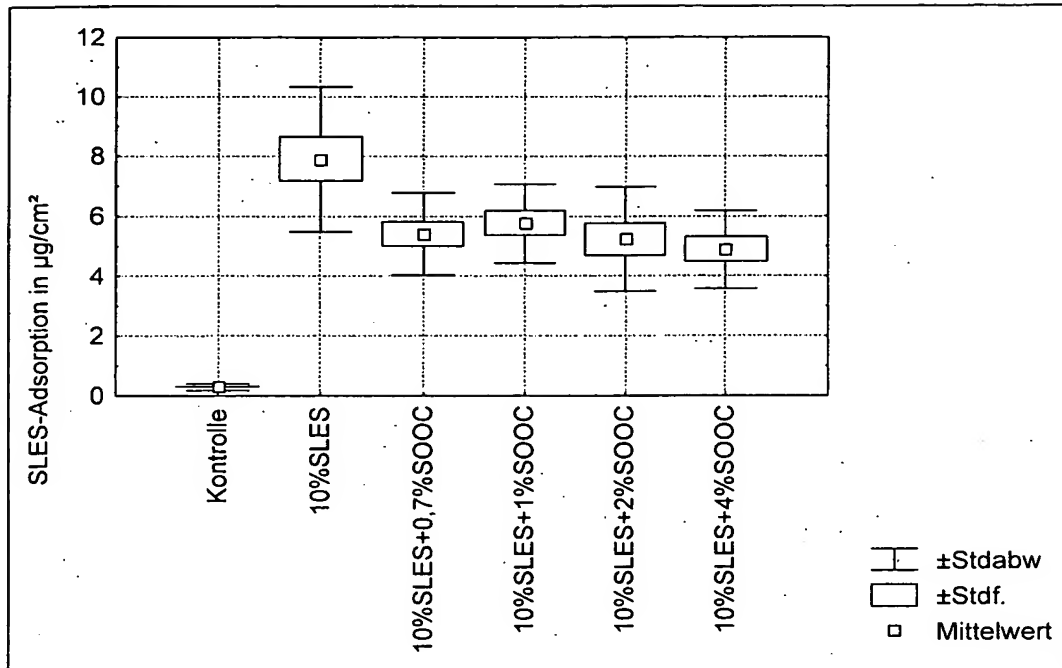 SLES-Adsorption in µg/cm²
12
10
8
6
4
2
0
Kontrolle
10%SLES
10%SLES+0,7%SOOC
10%SLES+1%SOOC
10%SLES+2%SOOC
10%SLES+4%SOOC
±Stdabw
±Stdf.
Mittelwert